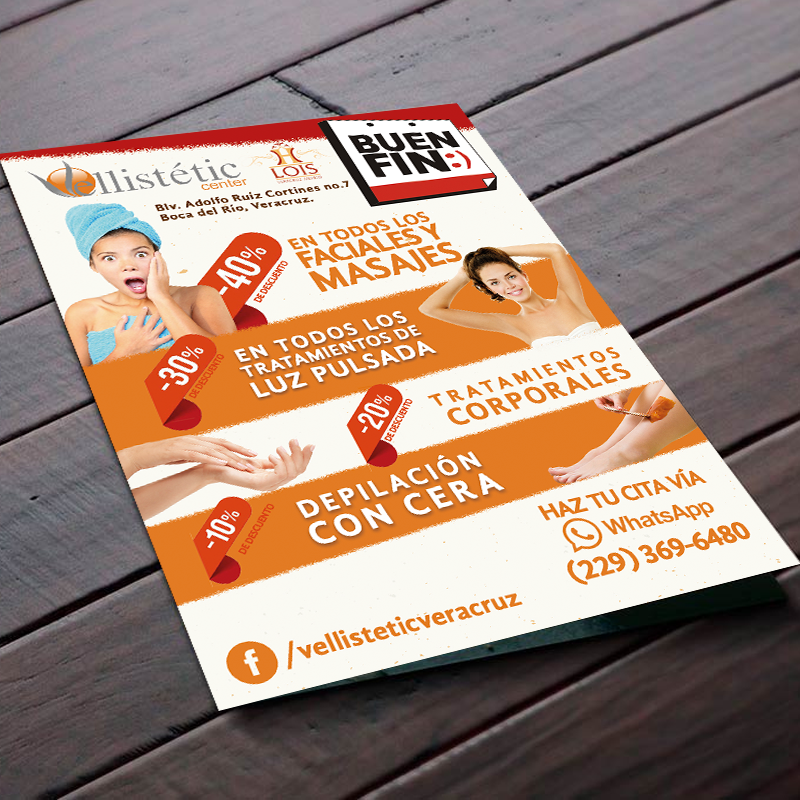 Vellistétic
center
H
LOIS
BUEN
FIN:)
Blv. Adolfo Ruiz Cortines no.7
Boca del Río, Veracruz.
-40%
DE DESCUENTO
EN TODOS LOS
FACIALES Y
MASAJES
-30%
DE DESCUENTO
EN TODOS LOS
TRATAMIENTOS DE
LUZ PULSADA
-20%
DE DESCUENTO
TRATAMIENTOS
CORPORALES
-10%
DE DESCUENTO
DEPILACIÓN
CON CERA
HAZ TU CITA VÍA
WhatsApp
(229) 369-6480
f /vellisteticveracruz